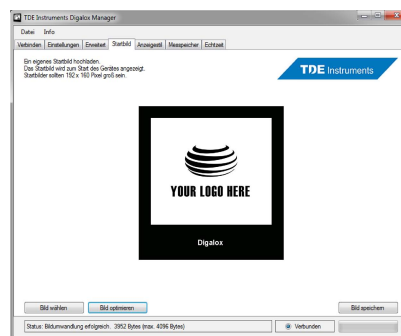 TDE Instruments Digalox Manager
Datei Info
Verbinden Einstellungen Erweitert Startbild Anzeigestil Messspeicher Echtzeit
Ein eigenes Startbild hochladen.
Das Startbild wird zum Start des Gerätes angezeigt.
Startbilder sollten 192 x 160 Pixel groß sein.
TDE Instruments
YOUR LOGO HERE
Digalox
Bild wählen Bild optimieren Bild speichern
Status: Bildumwandlung erfolgreich. 3952 Bytes (max. 4096 Bytes) Verbunden